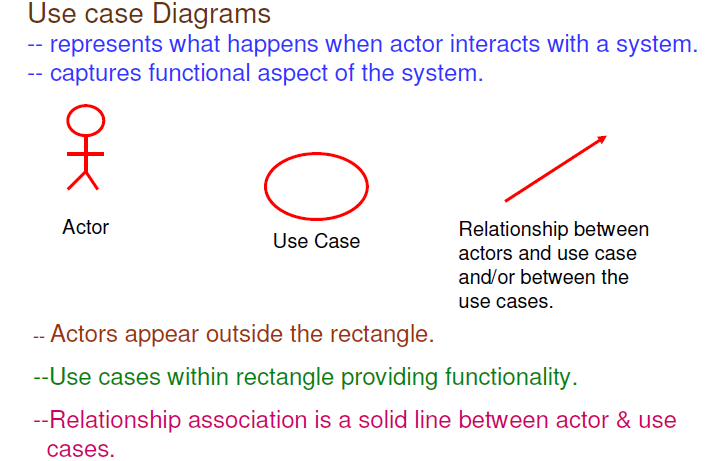 Use case Diagrams
-- represents what happens when actor interacts with a system.
-- captures functional aspect of the system.
Actor
Use Case
Relationship between
actors and use case
and/or between the
use cases.
-- Actors appear outside the rectangle.
--Use cases within rectangle providing functionality.
--Relationship association is a solid line between actor & use
cases.